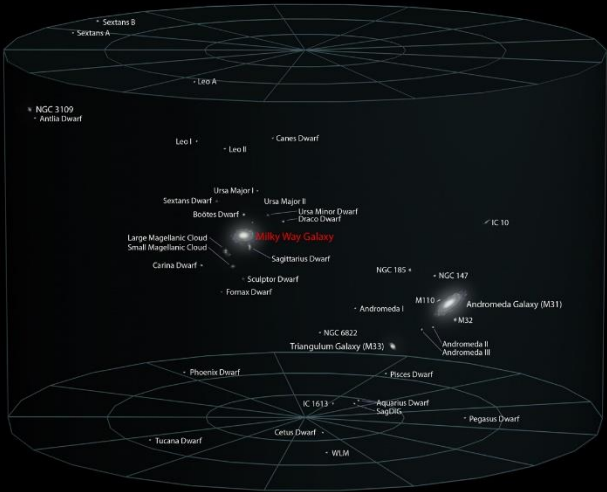 Sextans B
Sextans A
Leo A
NGC 3109
Antlia Dwarf
Leo I
Leo II
Canes Dwarf
Ursa Major I
Ursa Major II
Sextans Dwarf
Ursa Minor Dwarf
Boötes Dwarf
Draco Dwarf
IC 10
Milky Way Galaxy
Large Magellanic Cloud
Small Magellanic Cloud
Sagittarius Dwarf
Carina Dwarf
NGC 185
NGC 147
Sculptor Dwarf
Fornax Dwarf
M110
Andromeda Galaxy (M31)
Andromeda I
M32
NGC 6822
Andromeda II
Andromeda III
Triangulum Galaxy (M33)
Phoenix Dwarf
Pisces Dwarf
IC 1613
Aquarius Dwarf
SagDIG
Pegasus Dwarf
Cetus Dwarf
Tucana Dwarf
WLM